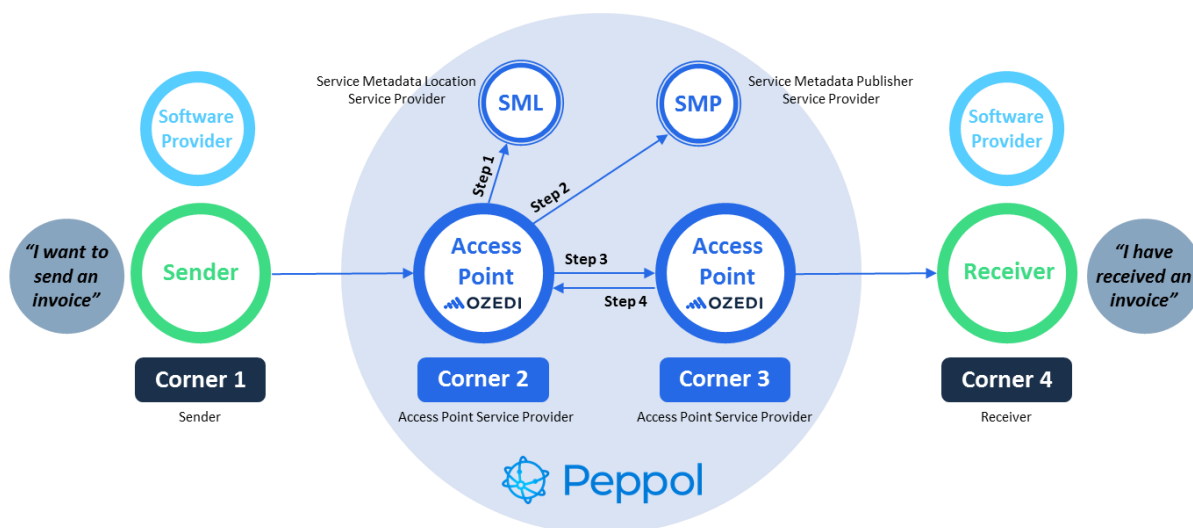 Service Metadata Location
Service Provider
SML
SMP
Service Metadata Publisher
Service Provider
Software
Provider
Software
Provider
Step 1
Step 2
“I want to
send an
invoice”
Sender
Access
Point
OZEDI
Step 3
Step 4
Access
Point
OZEDI
Receiver
“I have
received an
invoice”
Corner 1
Sender
Corner 2
Access Point Service Provider
Corner 3
Access Point Service Provider
Corner 4
Receiver
Peppol